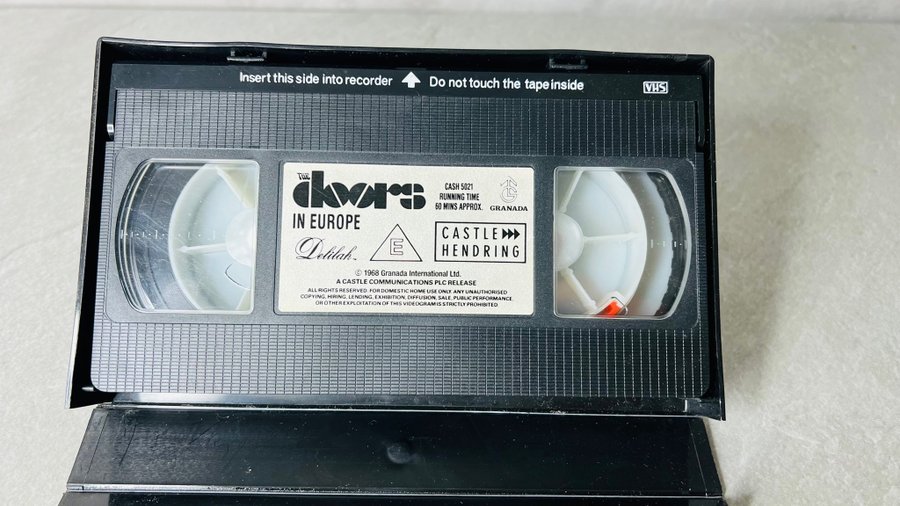 Insert this side into recorder Do not touch the tape inside
VHS
THE
doors
IN EUROPE
Delilah
CASH 5021
RUNNING TIME
60 MINS APPROX.
GRANADA
E
CASTLE
HENDRING
© 1968 Granada International Ltd.
A CASTLE COMMUNICATIONS PLC RELEASE
ALL RIGHTS RESERVED. FOR DOMESTIC HOME USE ONLY. ANY UNAUTHORISED
COPYING, HIRING, LENDING, EXHIBITION, DIFFUSION, SALE, PUBLIC PERFORMANCE,
OR OTHER EXPLOITATION OF THIS VIDEOGRAM IS STRICTLY PROHIBITED